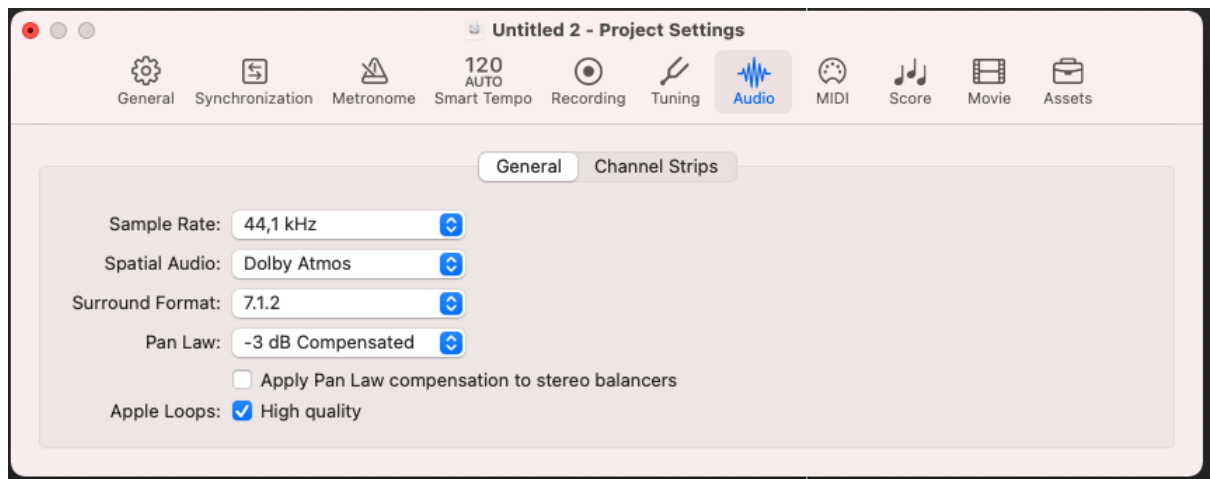 Untitled 2 - Project Settings
120
AUTO
General Synchronization Metronome Smart Tempo Recording Tuning Audio MIDI Score Movie Assets
General Channel Strips
Sample Rate: 44,1 kHz
Spatial Audio: Dolby Atmos
Surround Format: 7.1.2
Pan Law: -3 dB Compensated
Apply Pan Law compensation to stereo balancers
Apple Loops: High quality